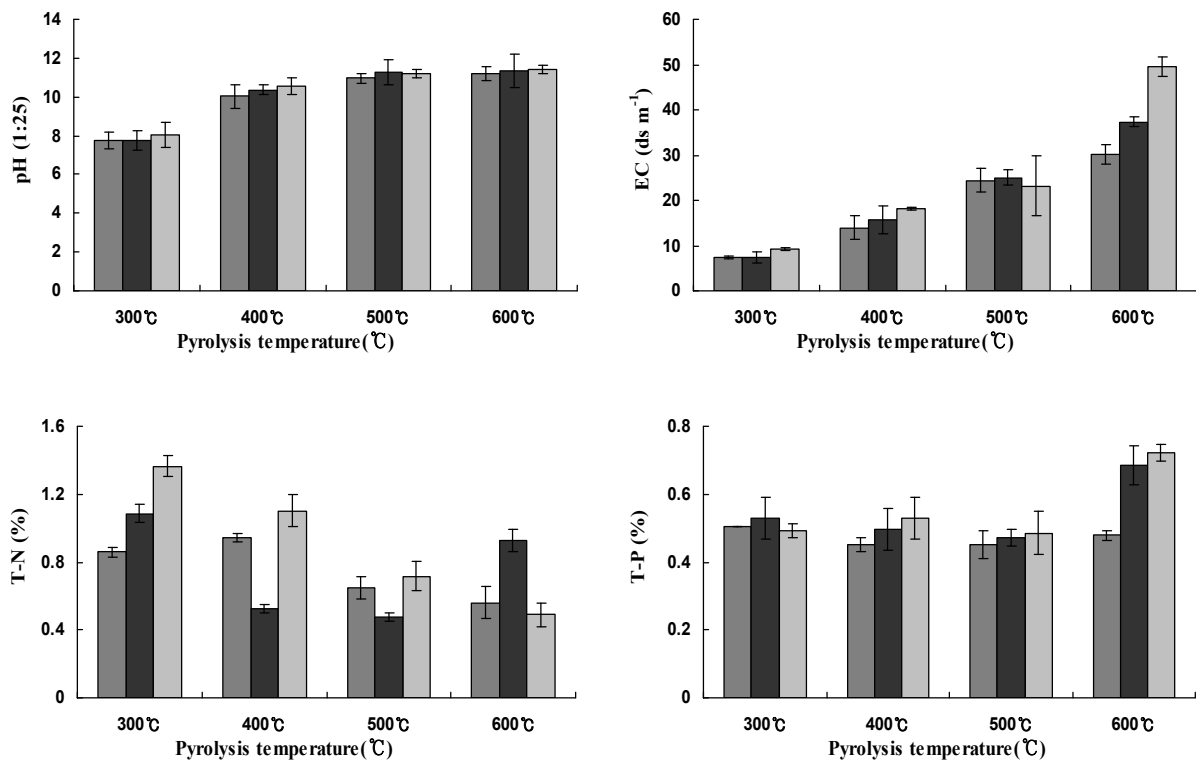 14
12
10
8
6
4
2
0
pH (1:25)
300℃ 400℃ 500℃ 600℃
Pyrolysis temperature(℃)
60
50
40
30
20
10
0
EC (ds m⁻¹)
300℃ 400℃ 500℃ 600℃
Pyrolysis temperature(℃)
1.6
1.2
0.8
0.4
0
T-N (%)
300℃ 400℃ 500℃ 600℃
Pyrolysis temperature(℃)
0.8
0.6
0.4
0.2
0
T-P (%)
300℃ 400℃ 500℃ 600℃
Pyrolysis temperature(℃)